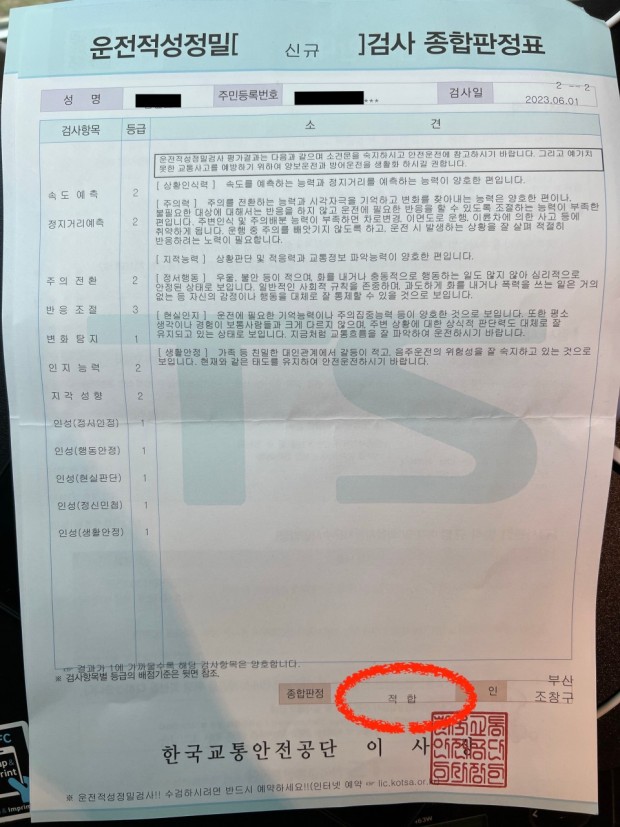 운전적성정밀[ 신규 ]검사 종합판정표
2 -- 2
성 명 주민등록번호 *** 검사일 2023.06.01
검사항목 등급 소 견
운전적성정밀검사 평가결과는 다음과 같으며 소견문을 숙지하시고 안전운전에 참고하시기 바랍니다. 그리고 예기치
못한 교통사고를 예방하기 위하여 양보운전과 방어운전을 생활화 하시길 권합니다.
속도 예측 2
[ 상황인식력 ] 속도를 예측하는 능력과 정지거리를 예측하는 능력이 양호한 편입니다.
정지거리예측 2
[ 주의력 ] 주의를 전환하는 능력과 시각자극을 기억하고 변화를 찾아내는 능력은 양호한 편이나,
불필요한 대상에 대해서는 반응을 하지 않고 운전에 필요한 반응을 할 수 있도록 조절하는 능력이 부족한
편입니다. 주변인식 및 주의배분 능력이 부족하면 차로변경, 이면도로 운행, 이륜차에 의한 사고 등에
취약하게 됩니다. 운행 중 주의를 빼앗기지 않도록 하고, 운전 시 발생하는 상황을 잘 살펴 적절히
반응하려는 노력이 필요합니다.
[ 지각능력 ] 상황판단 및 적응력과 교통정보 파악능력이 양호한 편입니다.
주의 전환 2
[ 정서행동 ] 우울, 불안 등이 적으며, 화를 내거나 충동적으로 행동하는 일도 많지 않아 심리적으로
안정된 상태로 보입니다. 일반적인 사회적 규칙을 존중하며, 과도하게 화를 내거나 폭력을 쓰는 일은 거의
없는 등 자신의 감정이나 행동을 대체로 잘 통제할 수 있을 것으로 보입니다.
반응 조절 3
[ 현실인지 ] 운전에 필요한 기억능력이나 주의집중능력 등이 양호한 것으로 보입니다. 또한 평소
생각이나 경험이 보통사람들과 크게 다르지 않으며, 주변 상황에 대한 상식적 판단력도 대체로 잘
유지되고 있는 상태로 보입니다. 지금처럼 교통흐름을 잘 파악하여 운전하시기 바랍니다.
변화 탐지 1
[ 생활안정 ] 가족 등 친밀한 대인관계에서 갈등이 적고, 음주운전의 위험성을 잘 숙지하고 있는 것으로
보입니다. 현재와 같은 태도를 유지하여 안전운전하시기 바랍니다.
인지 능력 2
지각 성향 2
인성(정서안정) 1
인성(행동안정) 1
인성(현실판단) 1
인성(정신민첩) 1
인성(생활안정) 1
TS
☞ 결과가 1에 가까울수록 해당 검사항목은 양호합니다.
※ 검사항목별 등급의 배점기준은 뒷면 참조.
종합판정 적 합 인 부산
조창구
한국교통안전공단 이 사
※ 운전적성정밀검사!! 수검하시려면 반드시 예약하세요!!(인터넷 예약 ☞ lic.kotsa.or